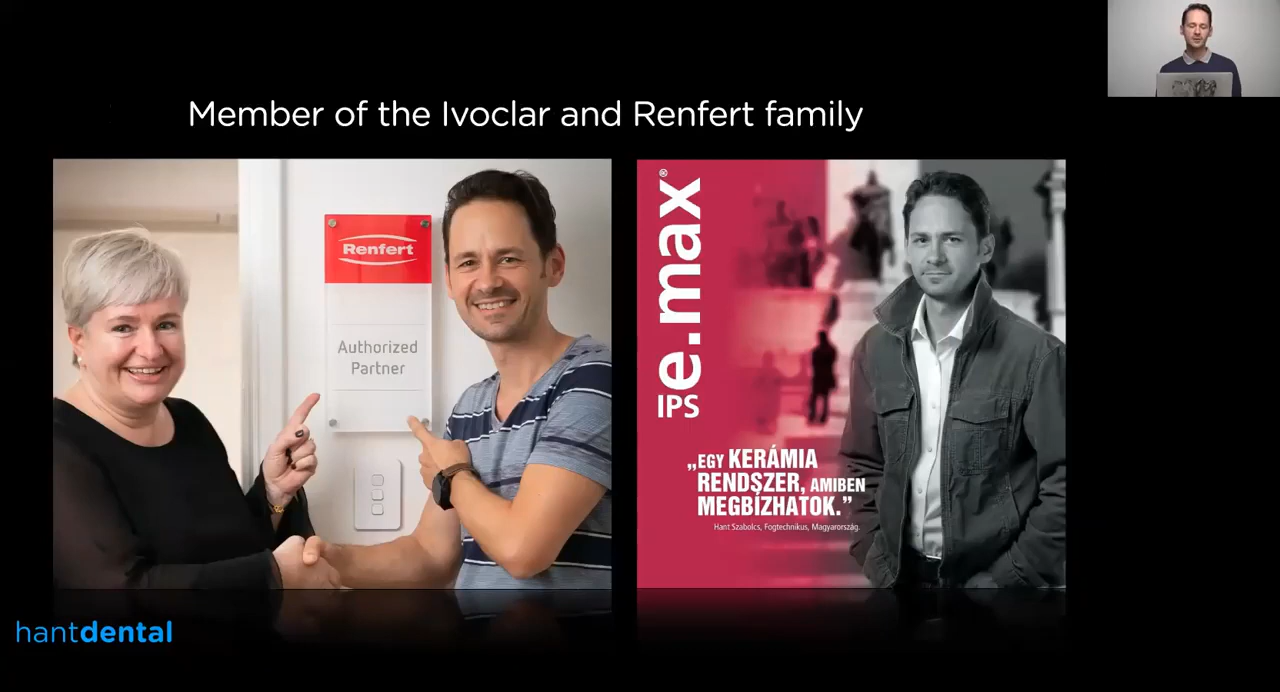 Member of the Ivoclar and Renfert family
Renfert
Authorized
Partner
IPS e.max®
„EGY KERÁMIA
RENDSZER, AMIBEN
MEGBÍZHATOK.”
Hant Szabolcs, Fogtechnikus, Magyarország.
hantdental